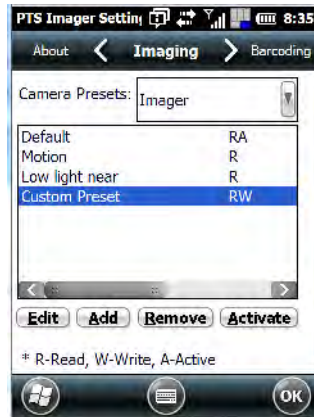 PTS Imager Settin 8:35
About Imaging Barcoding
Camera Presets: Imager
Default RA
Motion R
Low light near R
Custom Preset RW
Edit Add Remove Activate
* R-Read, W-Write, A-Active
OK